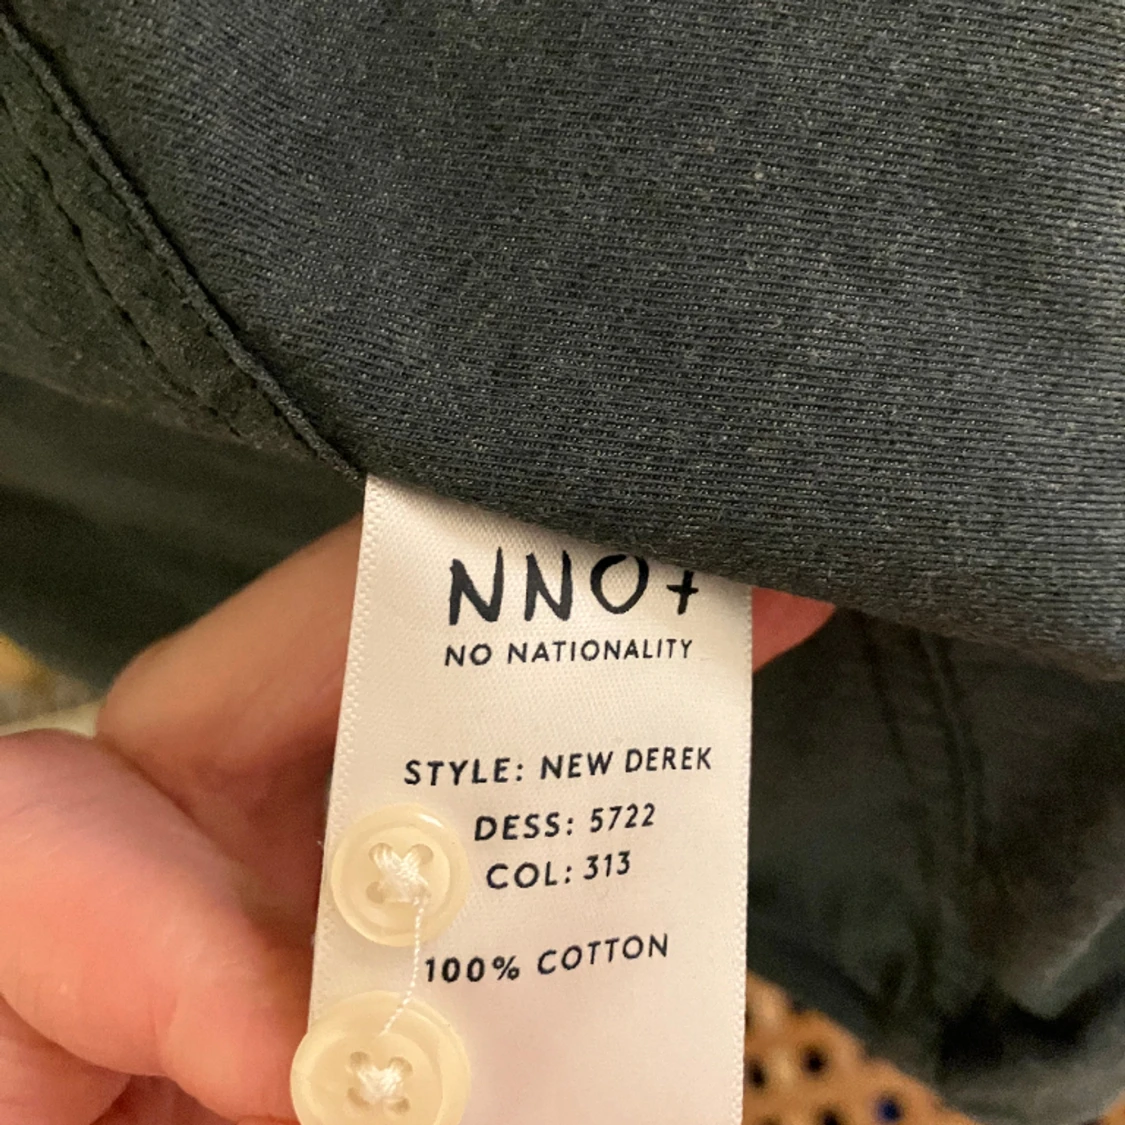 NNO+
NO NATIONALITY
STYLE: NEW DEREK
DESS: 5722
COL: 313
100% COTTON